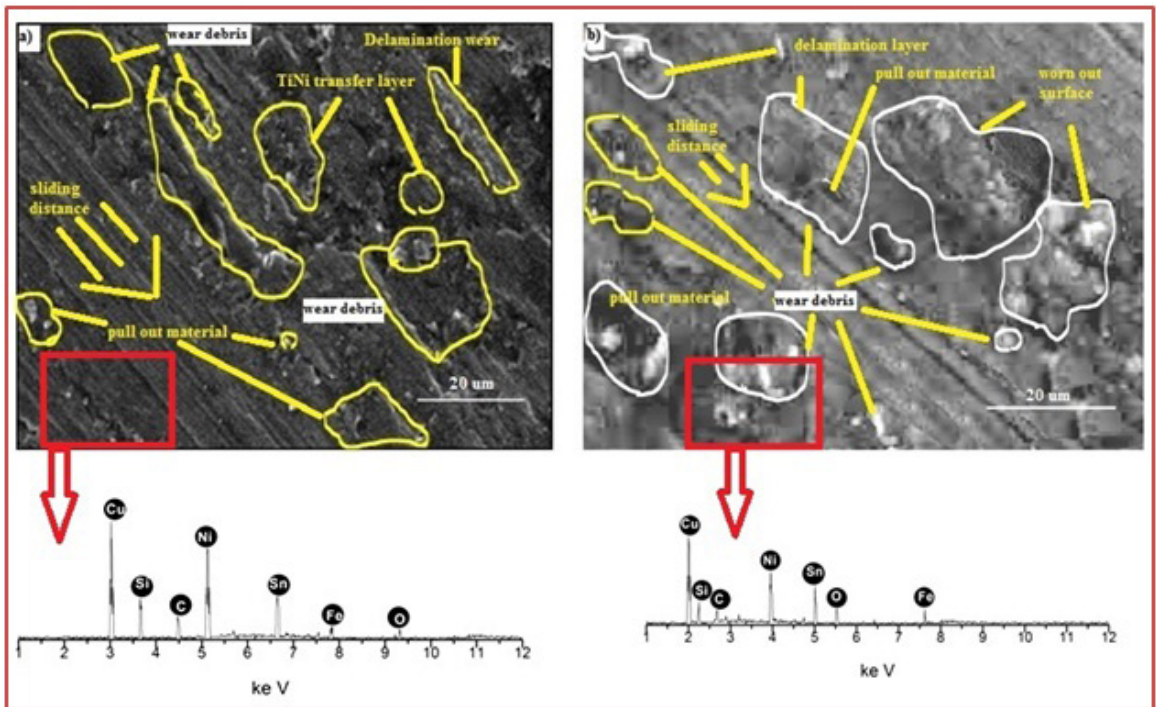 a)
wear debris
Delamination wear
TiNi transfer layer
sliding
distance
wear debris
pull out material
20 um
b)
delamination layer
pull out material
worn out
surface
sliding
distance
pull out material
wear debris
20 um
Cu
Si
C
Ni
Sn
Fe
O
1 2 3 4 5 6 7 8 9 10 11 12
ke V
Cu
Si
C
Ni
Sn
O
Fe
1 2 3 4 5 6 7 8 9 10 11 12
ke V